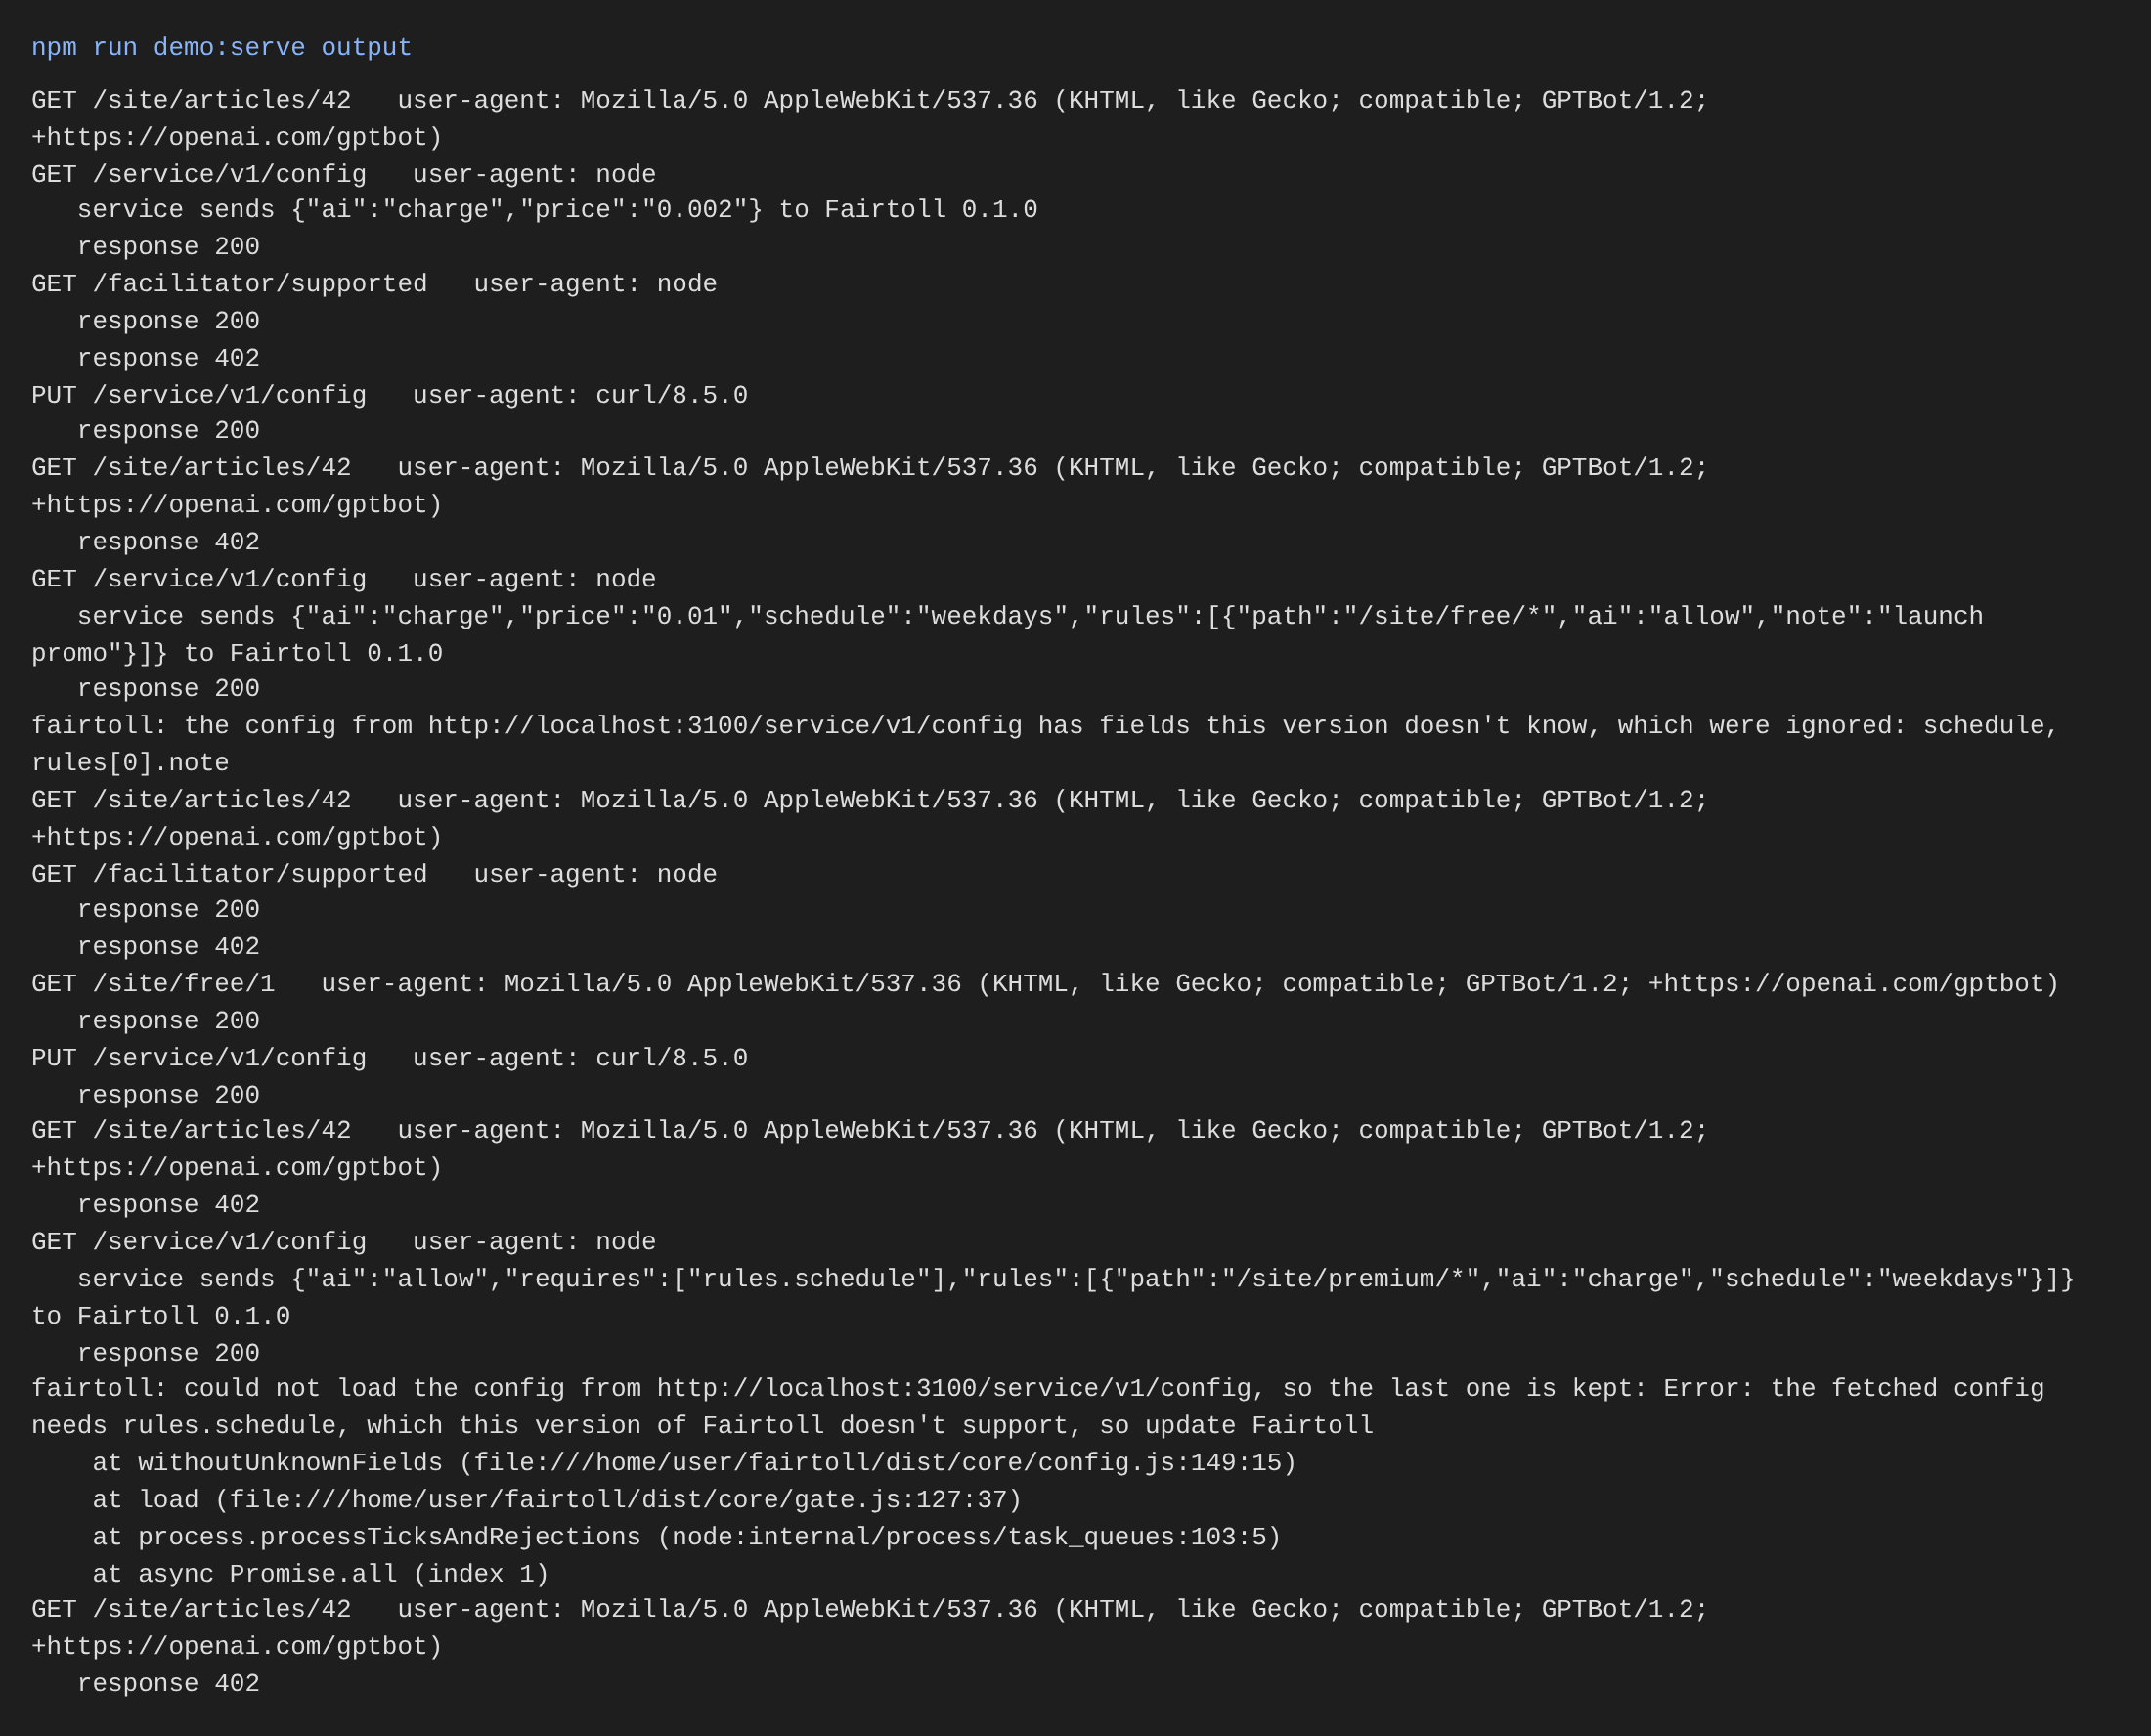 npm run demo:serve output
GET /site/articles/42   user-agent: Mozilla/5.0 AppleWebKit/537.36 (KHTML, like Gecko; compatible; GPTBot/1.2;
+https://openai.com/gptbot)
GET /service/v1/config   user-agent: node
   service sends {"ai":"charge","price":"0.002"} to Fairtoll 0.1.0
   response 200
GET /facilitator/supported   user-agent: node
   response 200
   response 402
PUT /service/v1/config   user-agent: curl/8.5.0
   response 200
GET /site/articles/42   user-agent: Mozilla/5.0 AppleWebKit/537.36 (KHTML, like Gecko; compatible; GPTBot/1.2;
+https://openai.com/gptbot)
   response 402
GET /service/v1/config   user-agent: node
   service sends {"ai":"charge","price":"0.01","schedule":"weekdays","rules":[{"path":"/site/free/*","ai":"allow","note":"launch
promo"}]} to Fairtoll 0.1.0
   response 200
fairtoll: the config from http://localhost:3100/service/v1/config has fields this version doesn't know, which were ignored: schedule,
rules[0].note
GET /site/articles/42   user-agent: Mozilla/5.0 AppleWebKit/537.36 (KHTML, like Gecko; compatible; GPTBot/1.2;
+https://openai.com/gptbot)
GET /facilitator/supported   user-agent: node
   response 200
   response 402
GET /site/free/1   user-agent: Mozilla/5.0 AppleWebKit/537.36 (KHTML, like Gecko; compatible; GPTBot/1.2; +https://openai.com/gptbot)
   response 200
PUT /service/v1/config   user-agent: curl/8.5.0
   response 200
GET /site/articles/42   user-agent: Mozilla/5.0 AppleWebKit/537.36 (KHTML, like Gecko; compatible; GPTBot/1.2;
+https://openai.com/gptbot)
   response 402
GET /service/v1/config   user-agent: node
   service sends {"ai":"allow","requires":["rules.schedule"],"rules":[{"path":"/site/premium/*","ai":"charge","schedule":"weekdays"}]}
to Fairtoll 0.1.0
   response 200
fairtoll: could not load the config from http://localhost:3100/service/v1/config, so the last one is kept: Error: the fetched config
needs rules.schedule, which this version of Fairtoll doesn't support, so update Fairtoll
    at withoutUnknownFields (file:///home/user/fairtoll/dist/core/config.js:149:15)
    at load (file:///home/user/fairtoll/dist/core/gate.js:127:37)
    at process.processTicksAndRejections (node:internal/process/task_queues:103:5)
    at async Promise.all (index 1)
GET /site/articles/42   user-agent: Mozilla/5.0 AppleWebKit/537.36 (KHTML, like Gecko; compatible; GPTBot/1.2;
+https://openai.com/gptbot)
   response 402